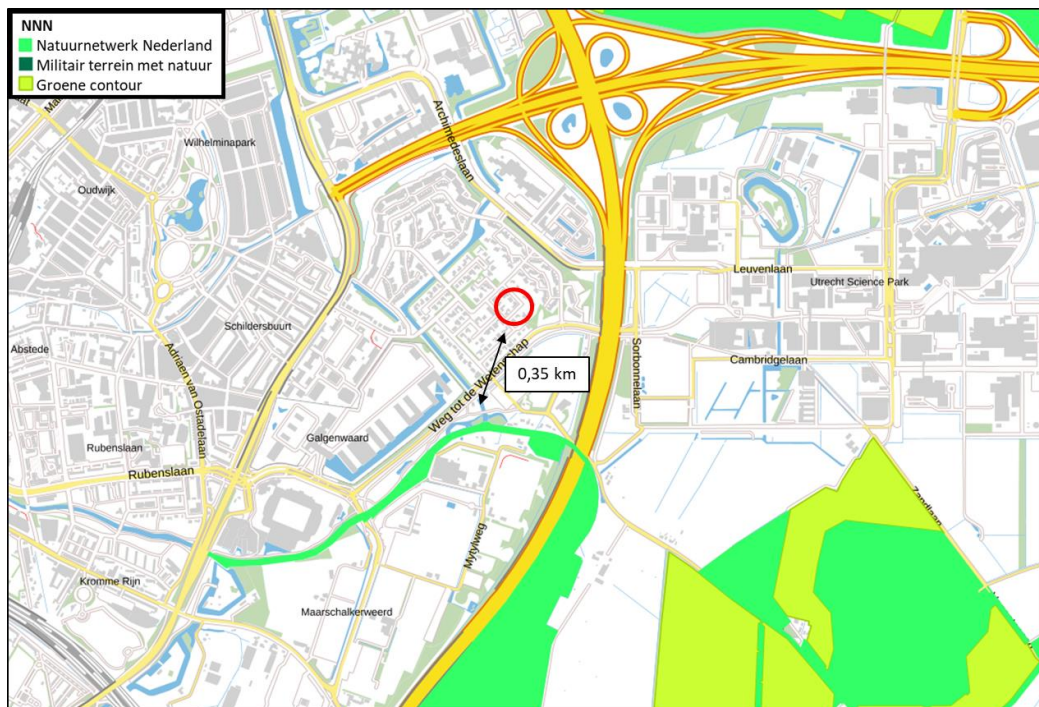 NNN
Natuurnetwerk Nederland
Militair terrein met natuur
Groene contour
Wilhelminapark
Oudwijk
Archimedeslaan
Leuvenlaan
Utrecht Science Park
Schildersbuurt
Abstede
Adriaen van Ostadelaan
Weg tot de Wetenschap
0,35 km
Sorbonnelaan
Cambridgelaan
Galgenwaard
Rubenslaan
Rubenslaan
Zandlaan
Mytylweg
Kromme Rijn
Maarschalkerweerd